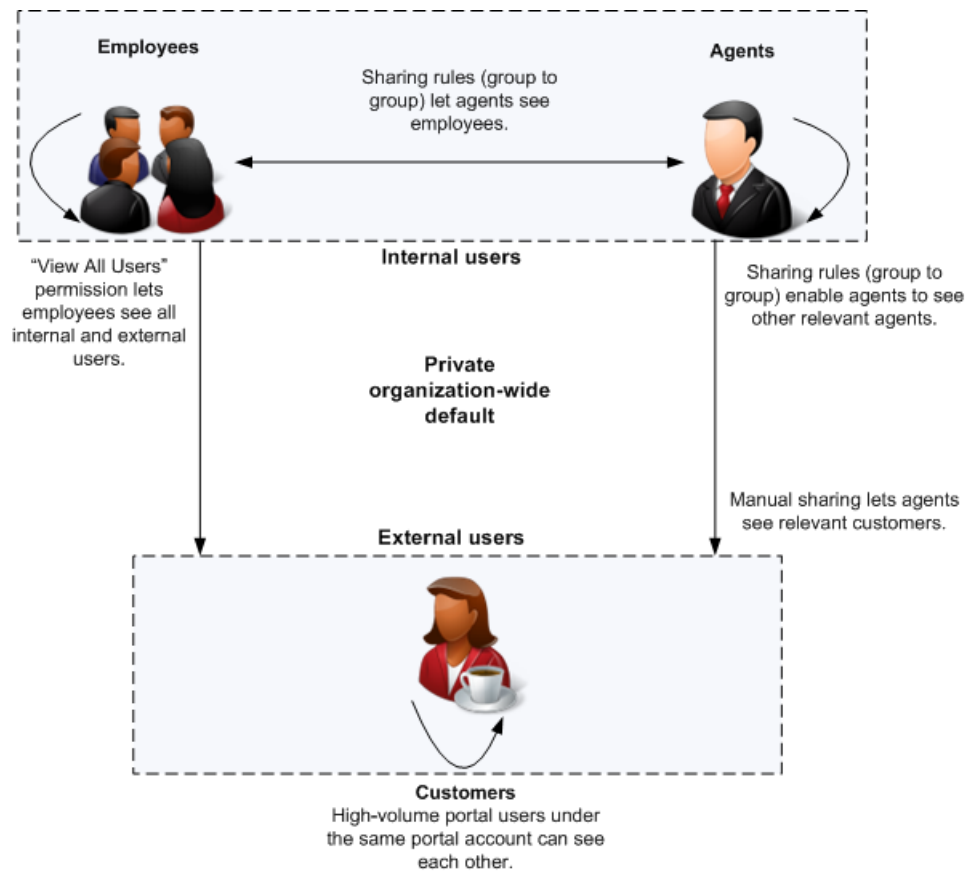 Employees
Agents
Sharing rules (group to
group) let agents see
employees.
Internal users
“View All Users”
permission lets
employees see all
internal and external
users.
Sharing rules (group to
group) enable agents to see
other relevant agents.
Private
organization-wide
default
Manual sharing lets agents
see relevant customers.
External users
Customers
High-volume portal users under
the same portal account can see
each other.